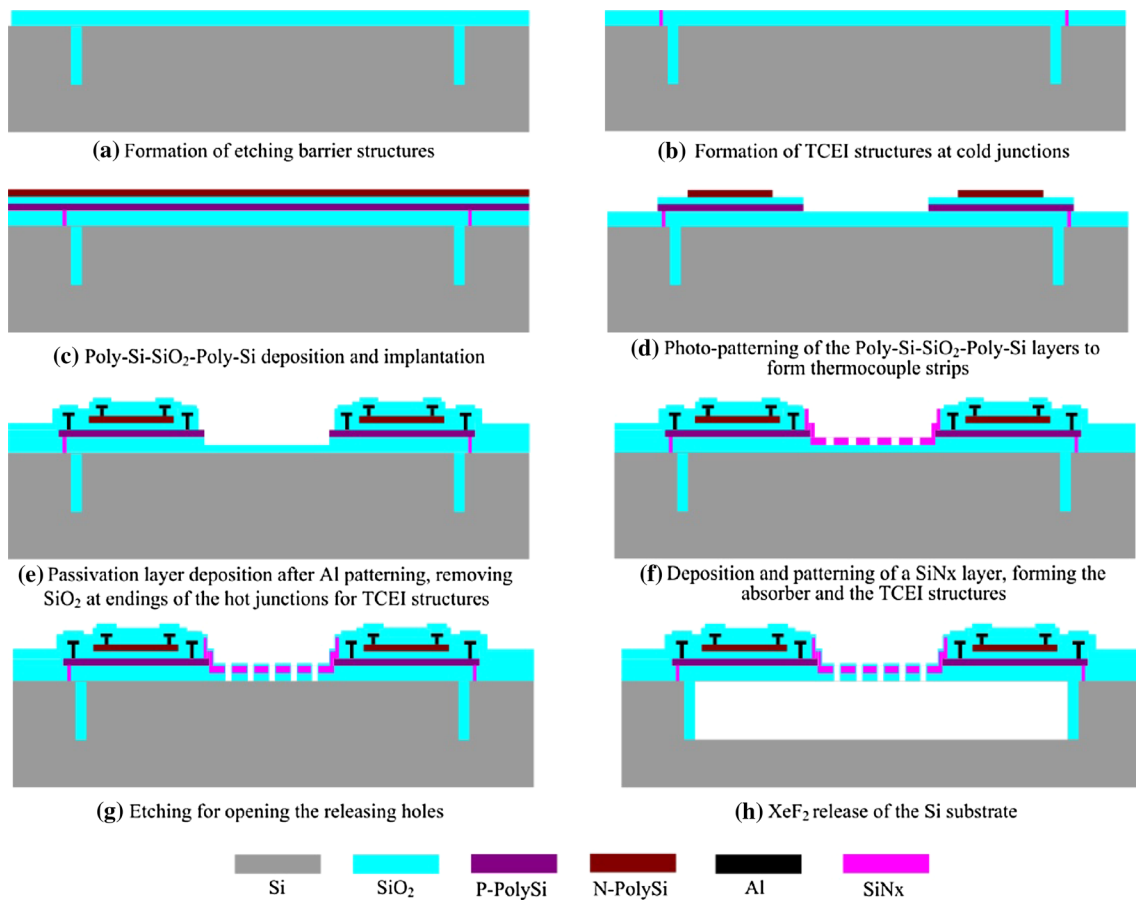 (a) Formation of etching barrier structures
(b) Formation of TCEI structures at cold junctions
(c) Poly-Si-SiO₂-Poly-Si deposition and implantation
(d) Photo-patterning of the Poly-Si-SiO₂-Poly-Si layers to
form thermocouple strips
(e) Passivation layer deposition after Al patterning, removing
SiO₂ at endings of the hot junctions for TCEI structures
(f) Deposition and patterning of a SiNx layer, forming the
absorber and the TCEI structures
(g) Etching for opening the releasing holes
(h) XeF₂ release of the Si substrate
Si
SiO₂
P-PolySi
N-PolySi
Al
SiNx